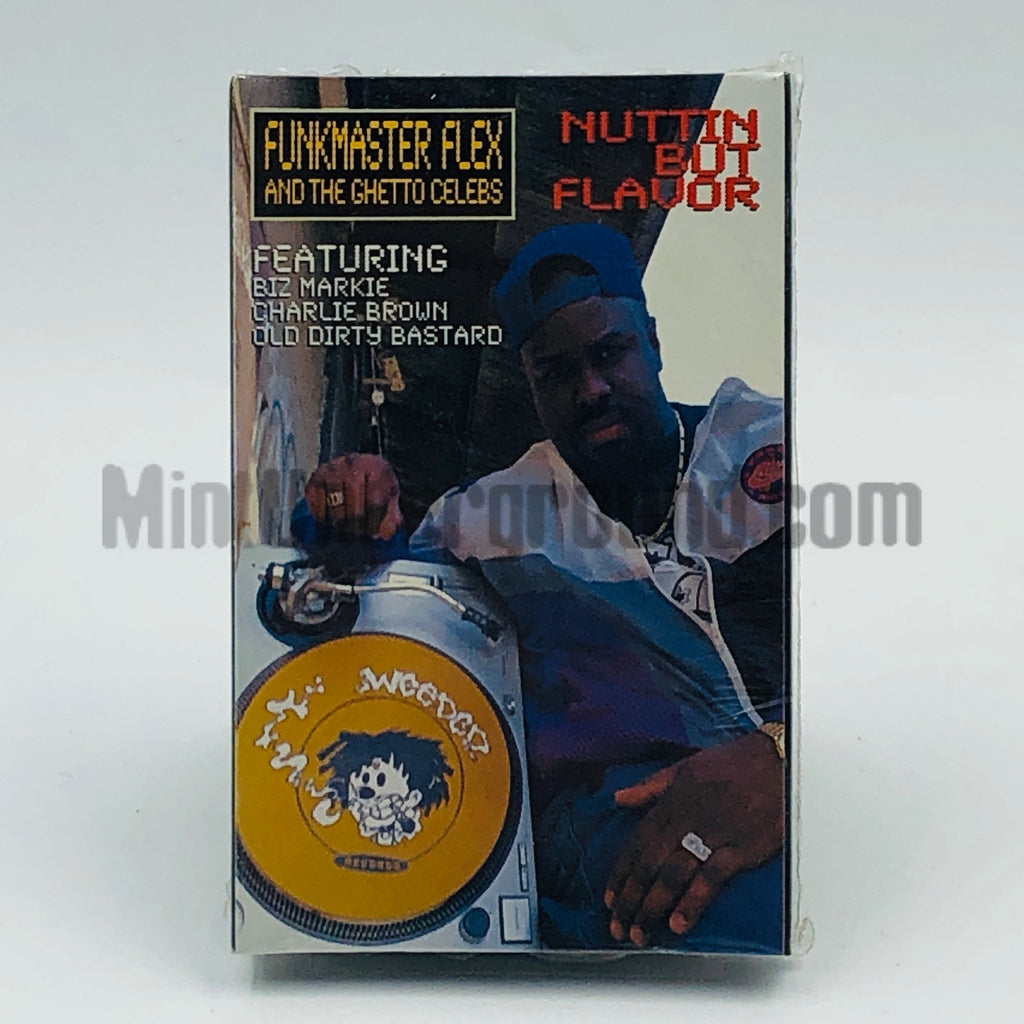 FUNKMASTER FLEX
AND THE GHETTO CELEBS
NUTTIN
BUT
FLAVOR
FEATURING
BIZ MARKIE
CHARLIE BROWN
OLD DIRTY BASTARD
WEEDED
RECORDS